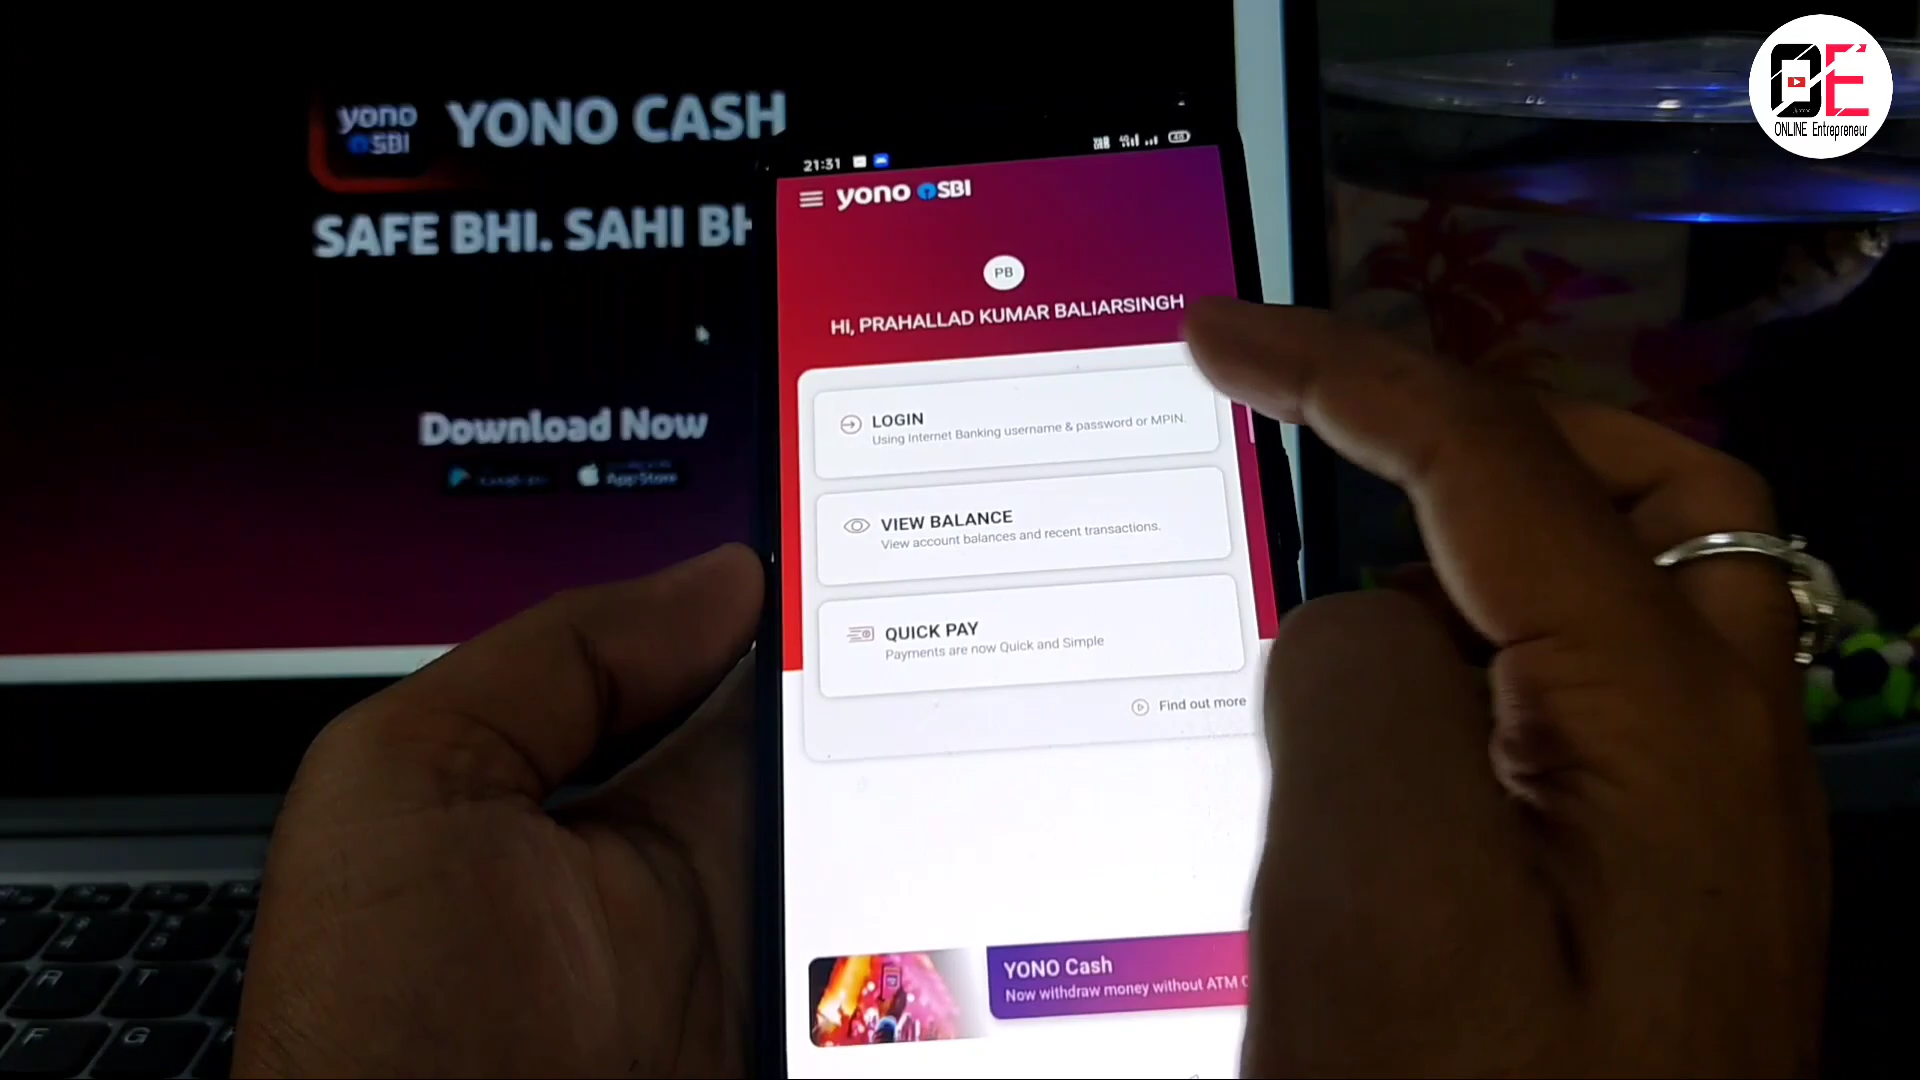 yono
SBI
YONO CASH
SAFE BHI. SAHI BH
Download Now
App Store
21:31
yono SBI
PB
HI, PRAHALLAD KUMAR BALIARSINGH
LOGIN
Using Internet Banking username & password or MPIN.
VIEW BALANCE
View account balances and recent transactions.
QUICK PAY
Payments are now Quick and Simple
Find out more
YONO Cash
Now withdraw money without ATM C
OE
ONLINE Entrepreneur
R
T
F
G